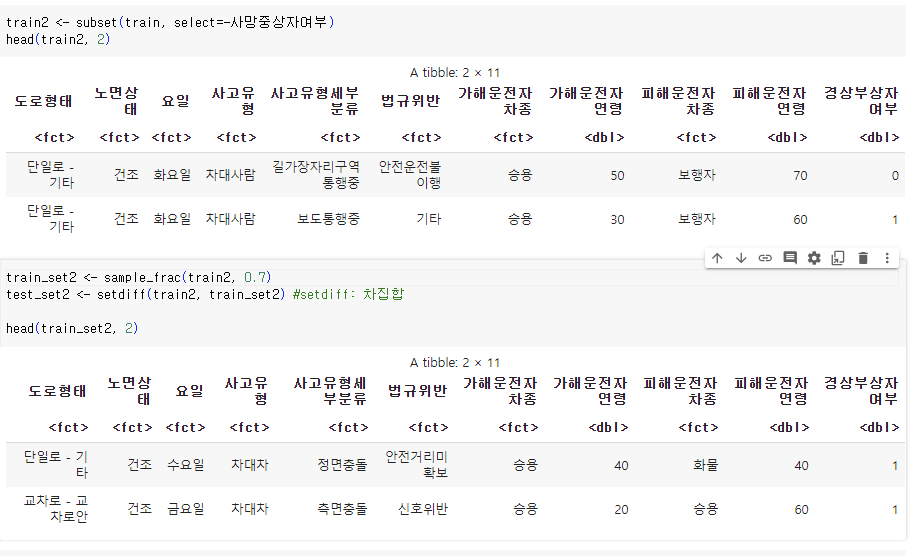 train2 <- subset(train, select=-사망중상자여부)
head(train2, 2)
A tibble: 2 × 11
도로형태 노면상태 요일 사고유형 사고유형세부분류 법규위반 가해운전자차종 가해운전자연령 피해운전자차종 피해운전자연령 경상부상자여부
<fct> <fct> <fct> <fct> <fct> <fct> <fct> <dbl> <fct> <dbl> <dbl>
단일로 - 기타 건조 화요일 차대사람 길가장자리구역통행중 안전운전불이행 승용 50 보행자 70 0
단일로 - 기타 건조 화요일 차대사람 보도통행중 기타 승용 30 보행자 60 1
train_set2 <- sample_frac(train2, 0.7)
test_set2 <- setdiff(train2, train_set2) #setdiff: 차집합
head(train_set2, 2)
A tibble: 2 × 11
도로형태 노면상태 요일 사고유형 사고유형세부분류 법규위반 가해운전자차종 가해운전자연령 피해운전자차종 피해운전자연령 경상부상자여부
<fct> <fct> <fct> <fct> <fct> <fct> <fct> <dbl> <fct> <dbl> <dbl>
단일로 - 기타 건조 수요일 차대차 정면충돌 안전거리미확보 승용 40 화물 40 1
교차로 - 교차로안 건조 금요일 차대차 측면충돌 신호위반 승용 20 승용 60 1